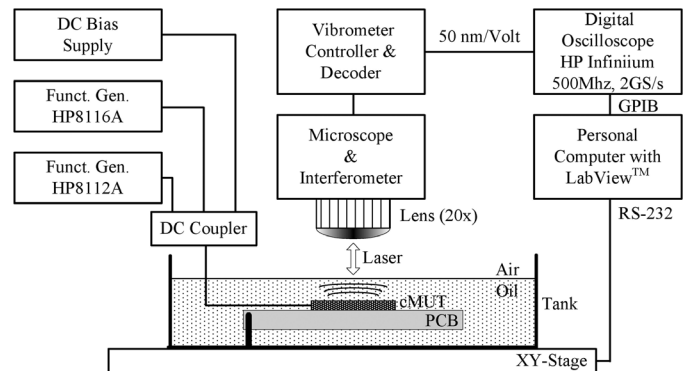 DC Bias
Supply
Funct. Gen.
HP8116A
Funct. Gen.
HP8112A
DC Coupler
Vibrometer
Controller &
Decoder
50 nm/Volt
Digital
Oscilloscope
HP Infiniium
500Mhz, 2GS/s
GPIB
Microscope
&
Interferometer
Personal
Computer with
LabView™
RS-232
Lens (20x)
Laser
Air
Oil
cMUT
PCB
Tank
XY-Stage